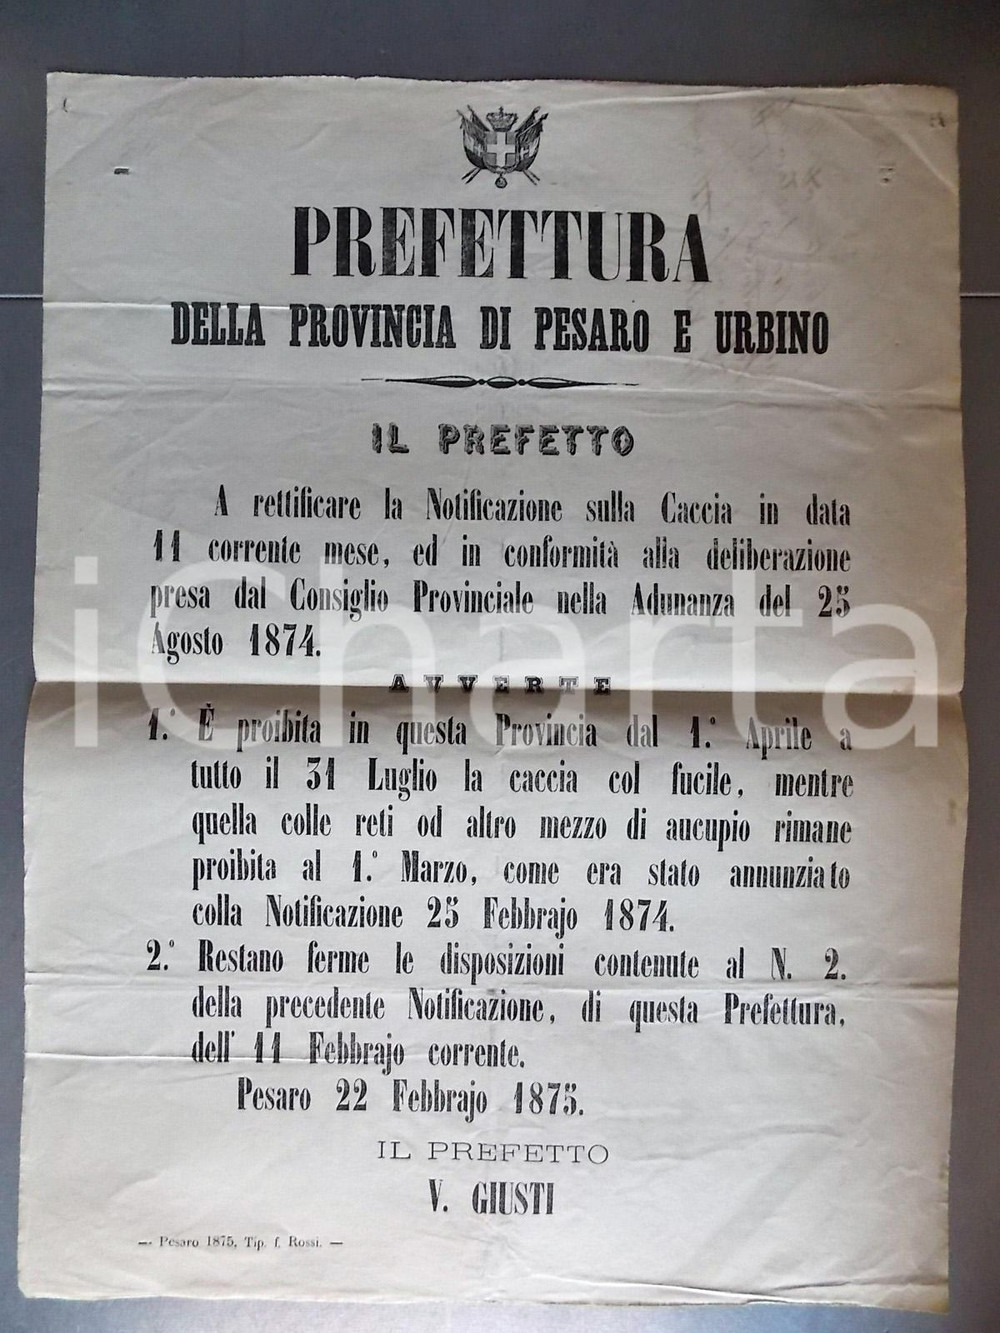 PREFETTURA
DELLA PROVINCIA DI PESARO E URBINO
IL PREFETTO
A rettificare la Notificazione sulla Caccia in data
11 corrente mese, ed in conformità alla deliberazione
presa dal Consiglio Provinciale nella Adunanza del 25
Agosto 1874.
AVVERTE
1.° È proibita in questa Provincia dal 1.° Aprile a
tutto il 31 Luglio la caccia col fucile, mentre
quella colle reti od altro mezzo di aucupio rimane
proibita al 1.° Marzo, come era stato annunziato
colla Notificazione 25 Febbrajo 1874.
2.° Restano ferme le disposizioni contenute al N. 2.
della precedente Notificazione, di questa Prefettura,
dell' 11 Febbrajo corrente.
Pesaro 22 Febbrajo 1875.
IL PREFETTO
V. GIUSTI
— Pesaro 1875, Tip. f. Rossi. —
iCharta